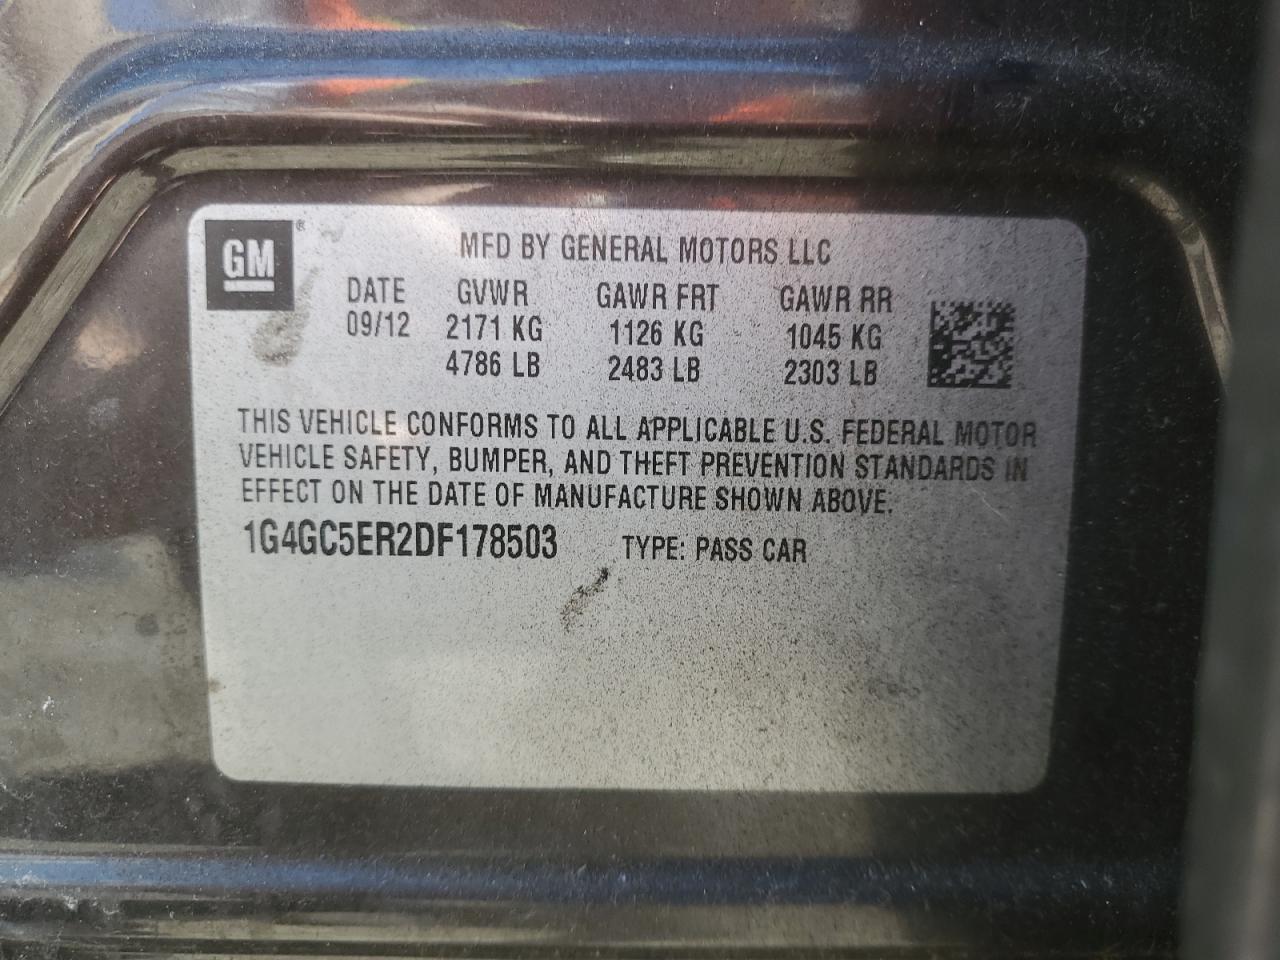 GM ®
MFD BY GENERAL MOTORS LLC
DATE GVWR GAWR FRT GAWR RR
09/12 2171 KG 1126 KG 1045 KG
4786 LB 2483 LB 2303 LB
THIS VEHICLE CONFORMS TO ALL APPLICABLE U.S. FEDERAL MOTOR
VEHICLE SAFETY, BUMPER, AND THEFT PREVENTION STANDARDS IN
EFFECT ON THE DATE OF MANUFACTURE SHOWN ABOVE.
1G4GC5ER2DF178503 TYPE: PASS CAR